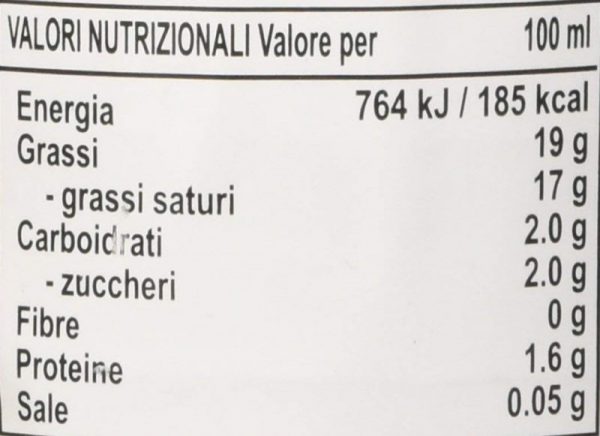 VALORI NUTRIZIONALI Valore per 100 ml
Energia 764 kJ / 185 kcal
Grassi 19 g
- grassi saturi 17 g
Carboidrati 2.0 g
- zuccheri 2.0 g
Fibre 0 g
Proteine 1.6 g
Sale 0.05 g